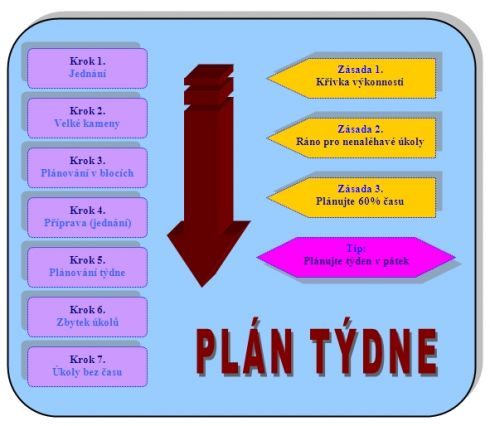 Krok 1.
Jednání
Krok 2.
Velké kameny
Krok 3.
Plánování v blocích
Krok 4.
Příprava (jednání)
Krok 5.
Plánování týdne
Krok 6.
Zbytek úkolů
Krok 7.
Úkoly bez času
Zásada 1.
Křivka výkonnosti
Zásada 2.
Ráno pro nenaléhavé úkoly
Zásada 3.
Plánujte 60% času
Tip:
Plánujte týden v pátek
PLÁN TÝDNE